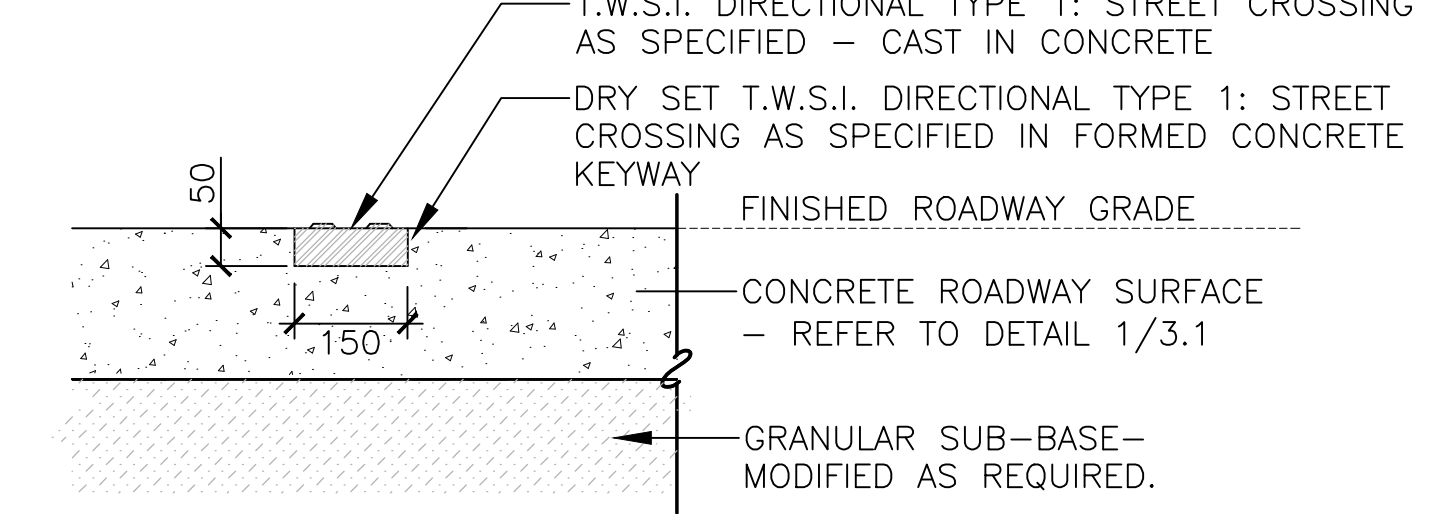 T.W.S.I. DIRECTIONAL TYPE 1: STREET CROSSING
AS SPECIFIED – CAST IN CONCRETE
DRY SET T.W.S.I. DIRECTIONAL TYPE 1: STREET
CROSSING AS SPECIFIED IN FORMED CONCRETE
KEYWAY
50
FINISHED ROADWAY GRADE
CONCRETE ROADWAY SURFACE
– REFER TO DETAIL 1/3.1
150
GRANULAR SUB–BASE–
MODIFIED AS REQUIRED.